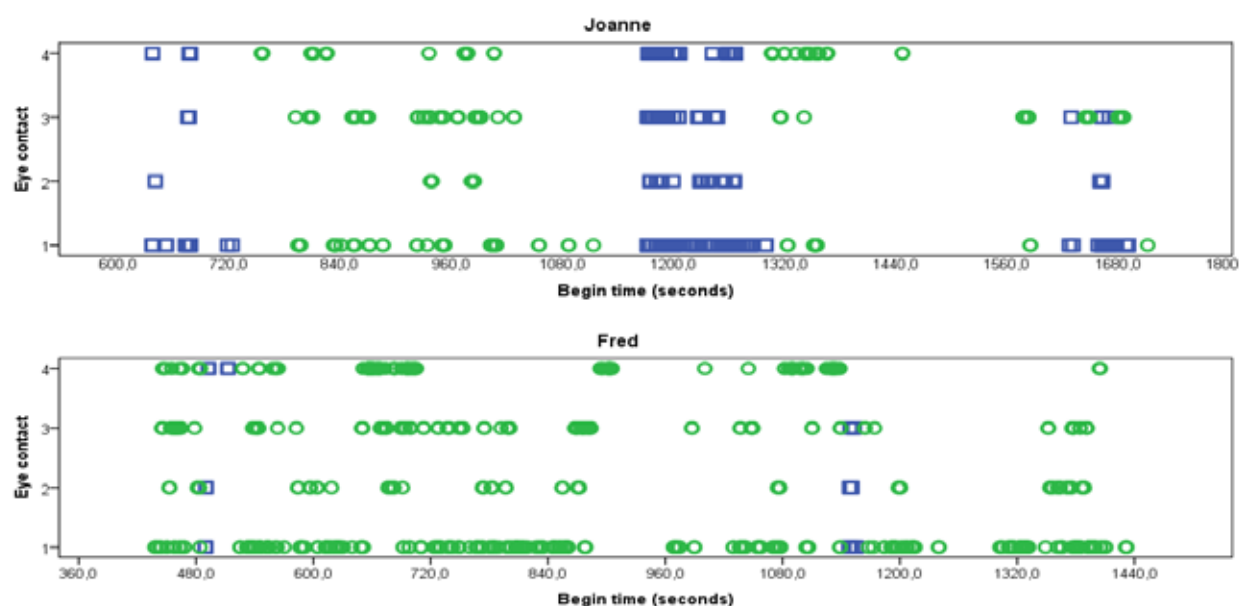 Joanne
Eye contact
4
3
2
1
600,0 720,0 840,0 960,0 1080,0 1200,0 1320,0 1440,0 1560,0 1680,0 1800
Begin time (seconds)
Fred
Eye contact
4
3
2
1
360,0 480,0 600,0 720,0 840,0 960,0 1080,0 1200,0 1320,0 1440,0
Begin time (seconds)